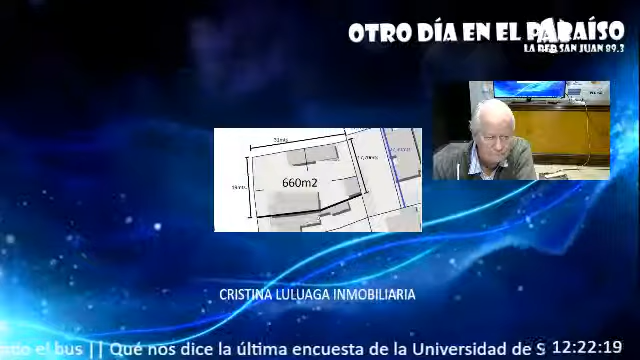 OTRO DÍA EN EL PARAÍSO
LA RED SAN JUAN 89.3
660m2
CRISTINA LULUAGA INMOBILIARIA
el bus || Qué nos dice la última encuesta de la Universidad de S 12:22:19